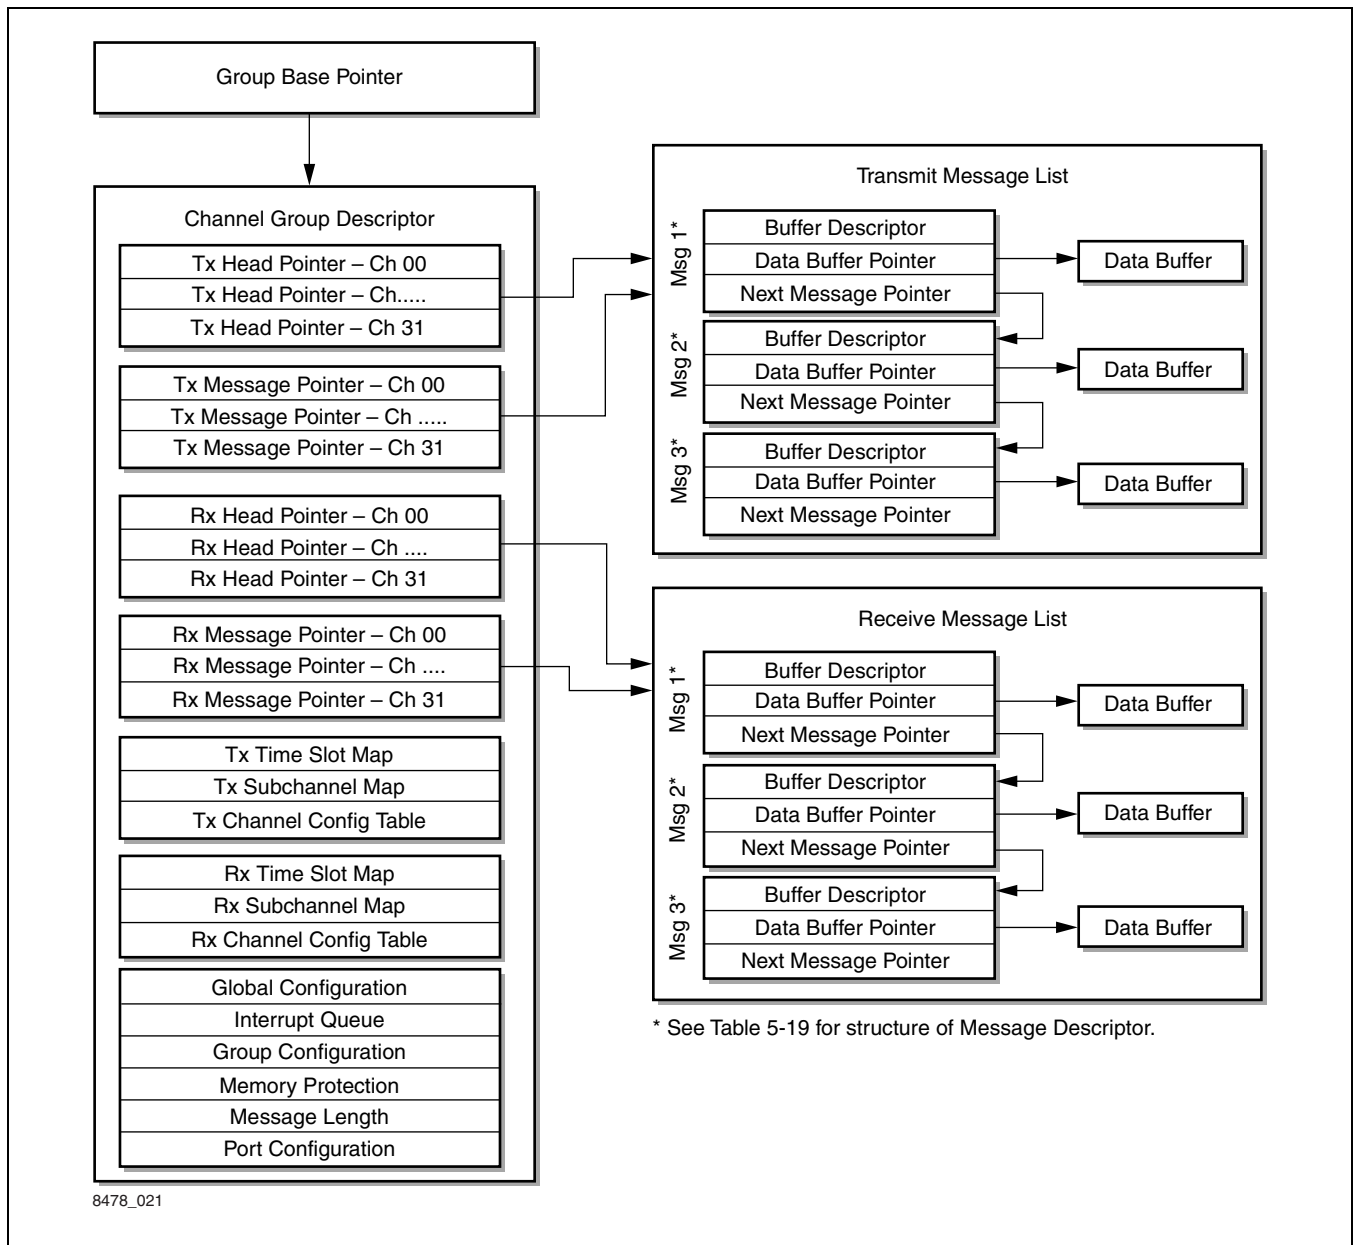 Group Base Pointer
Channel Group Descriptor
Tx Head Pointer – Ch 00
Tx Head Pointer – Ch.....
Tx Head Pointer – Ch 31
Tx Message Pointer – Ch 00
Tx Message Pointer – Ch .....
Tx Message Pointer – Ch 31
Rx Head Pointer – Ch 00
Rx Head Pointer – Ch ....
Rx Head Pointer – Ch 31
Rx Message Pointer – Ch 00
Rx Message Pointer – Ch ....
Rx Message Pointer – Ch 31
Tx Time Slot Map
Tx Subchannel Map
Tx Channel Config Table
Rx Time Slot Map
Rx Subchannel Map
Rx Channel Config Table
Global Configuration
Interrupt Queue
Group Configuration
Memory Protection
Message Length
Port Configuration
8478_021
Transmit Message List
Msg 1*
Buffer Descriptor
Data Buffer Pointer
Next Message Pointer
Data Buffer
Msg 2*
Buffer Descriptor
Data Buffer Pointer
Next Message Pointer
Data Buffer
Msg 3*
Buffer Descriptor
Data Buffer Pointer
Next Message Pointer
Data Buffer
Receive Message List
Msg 1*
Buffer Descriptor
Data Buffer Pointer
Next Message Pointer
Data Buffer
Msg 2*
Buffer Descriptor
Data Buffer Pointer
Next Message Pointer
Data Buffer
Msg 3*
Buffer Descriptor
Data Buffer Pointer
Next Message Pointer
Data Buffer
* See Table 5-19 for structure of Message Descriptor.